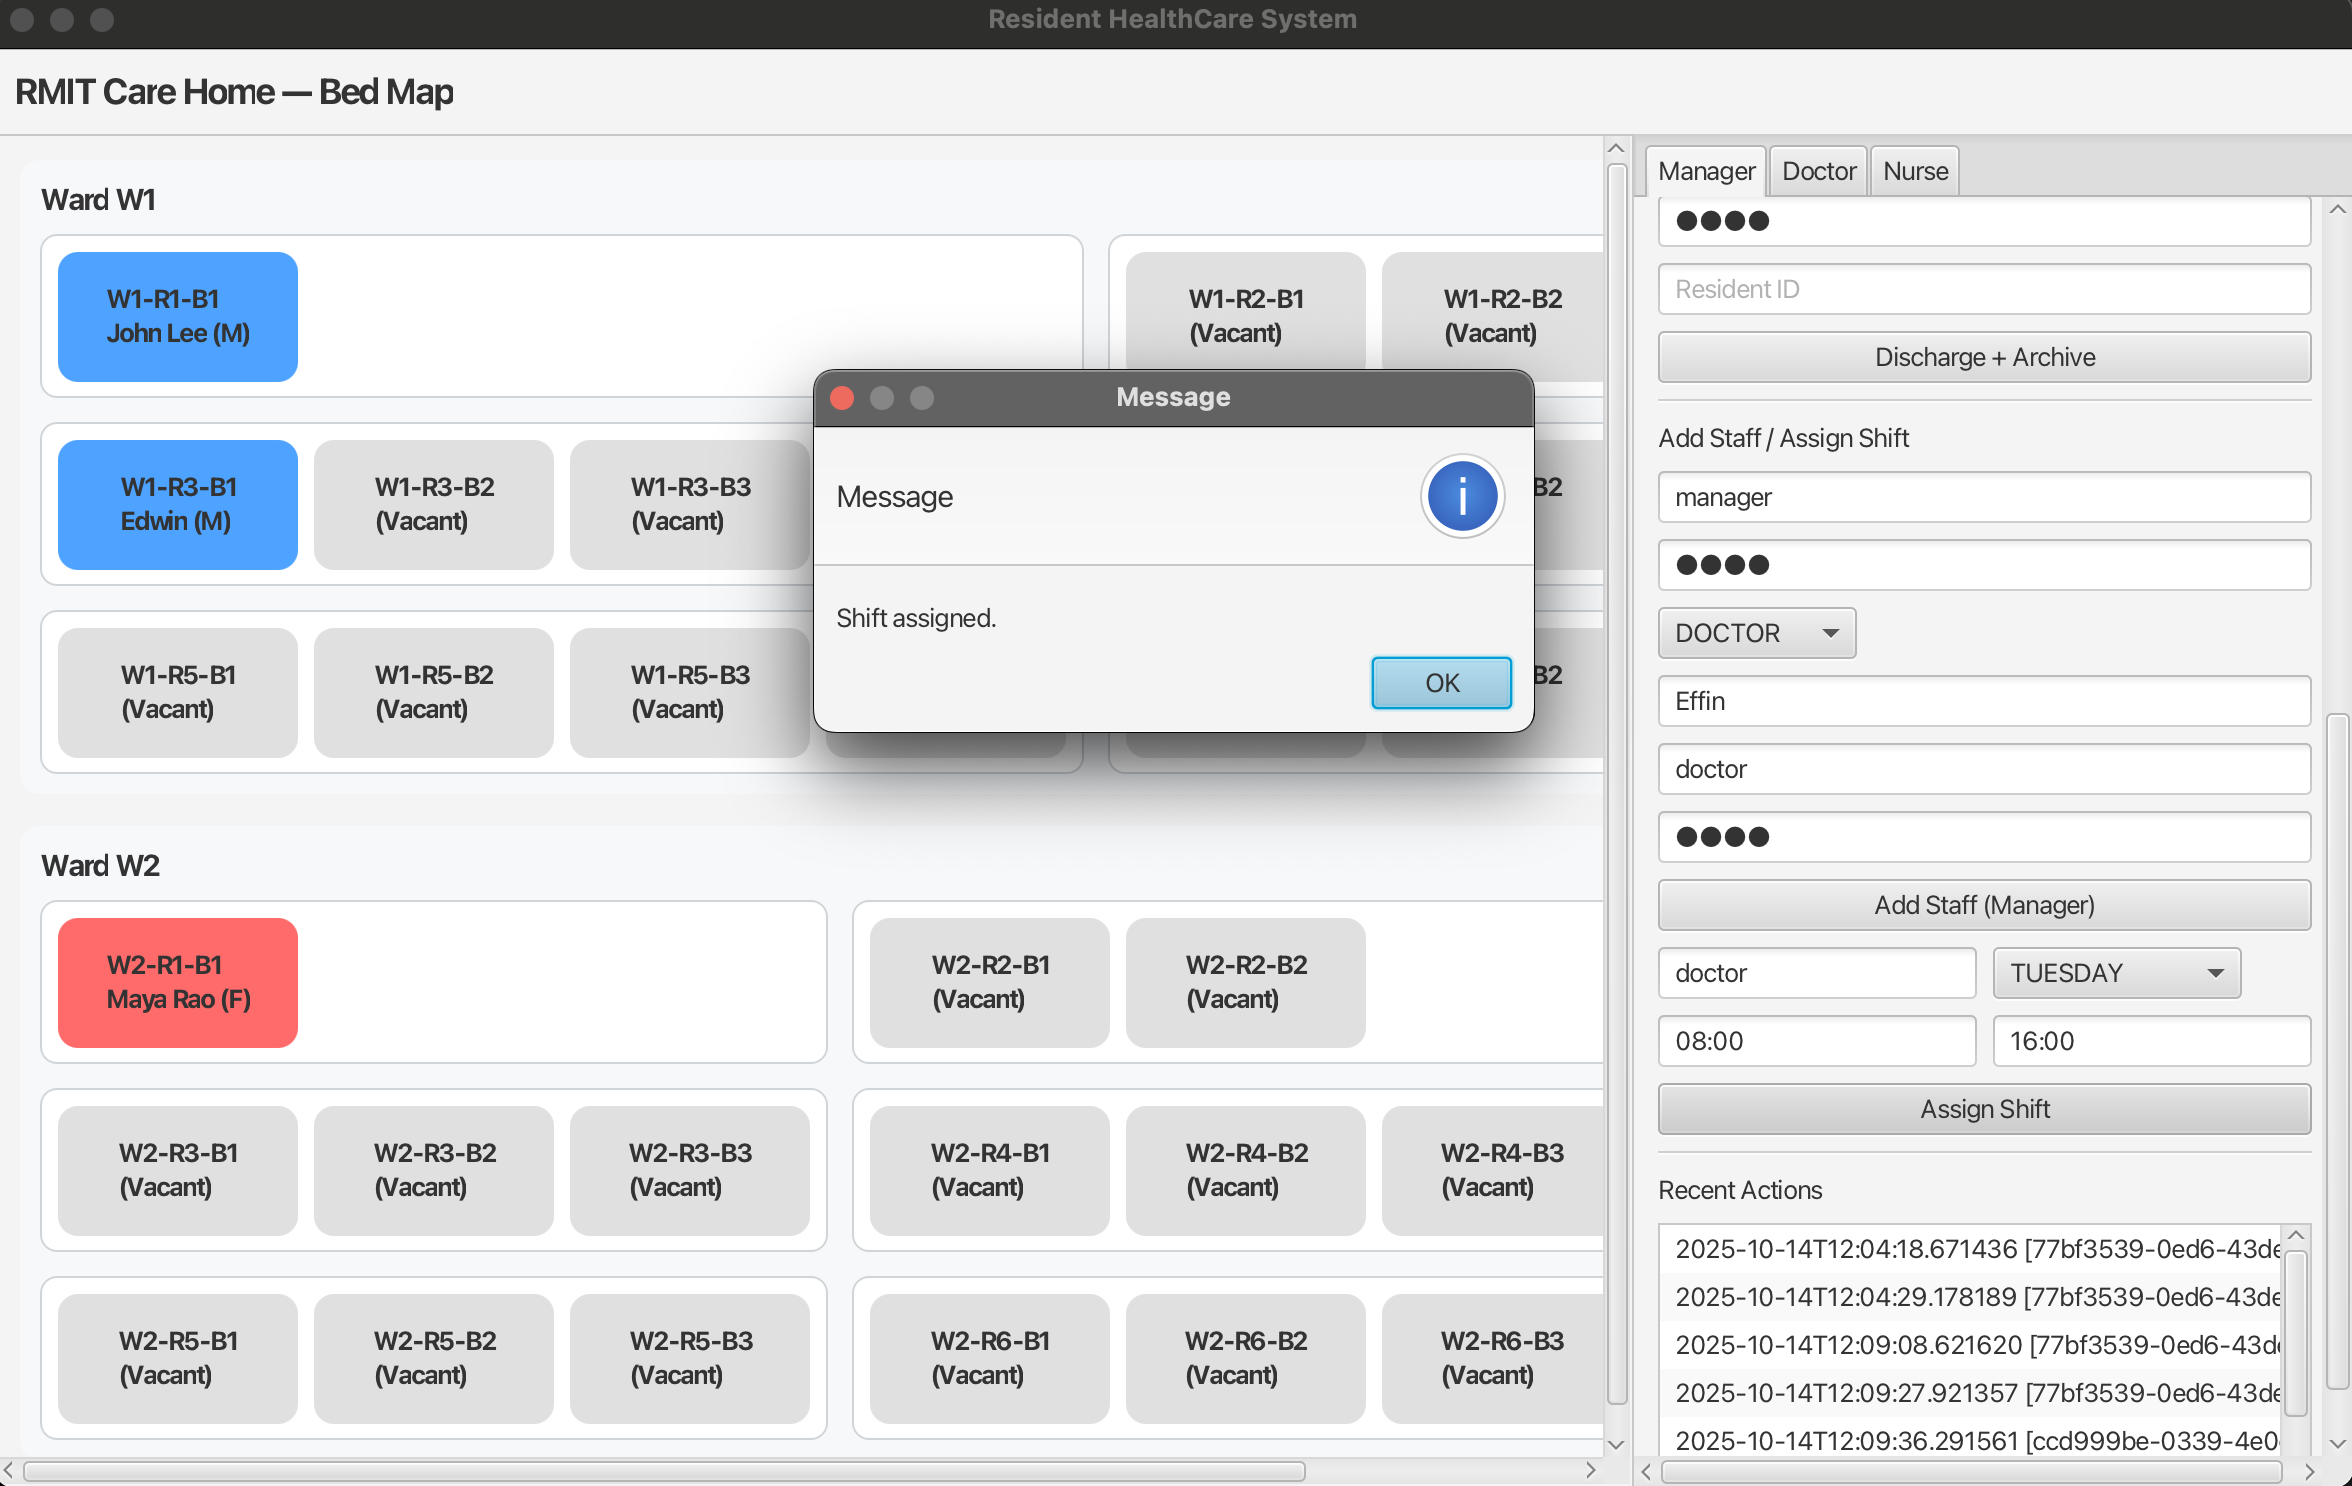 Resident HealthCare System
RMIT Care Home — Bed Map
Ward W1
W1-R1-B1
John Lee (M)
W1-R2-B1
(Vacant)
W1-R2-B2
(Vacant)
W1-R3-B1
Edwin (M)
W1-R3-B2
(Vacant)
W1-R3-B3
(Vacant)
B2
W1-R5-B1
(Vacant)
W1-R5-B2
(Vacant)
W1-R5-B3
(Vacant)
B2
Message
Message
Shift assigned.
OK
Ward W2
W2-R1-B1
Maya Rao (F)
W2-R2-B1
(Vacant)
W2-R2-B2
(Vacant)
W2-R3-B1
(Vacant)
W2-R3-B2
(Vacant)
W2-R3-B3
(Vacant)
W2-R4-B1
(Vacant)
W2-R4-B2
(Vacant)
W2-R4-B3
(Vacant)
W2-R5-B1
(Vacant)
W2-R5-B2
(Vacant)
W2-R5-B3
(Vacant)
W2-R6-B1
(Vacant)
W2-R6-B2
(Vacant)
W2-R6-B3
(Vacant)
Manager Doctor Nurse
●●●●
Resident ID
Discharge + Archive
Add Staff / Assign Shift
manager
●●●●
DOCTOR
Effin
doctor
●●●●
Add Staff (Manager)
doctor TUESDAY
08:00 16:00
Assign Shift
Recent Actions
2025-10-14T12:04:18.671436 [77bf3539-0ed6-43de
2025-10-14T12:04:29.178189 [77bf3539-0ed6-43de
2025-10-14T12:09:08.621620 [77bf3539-0ed6-43d
2025-10-14T12:09:27.921357 [77bf3539-0ed6-43de
2025-10-14T12:09:36.291561 [ccd999be-0339-4e0